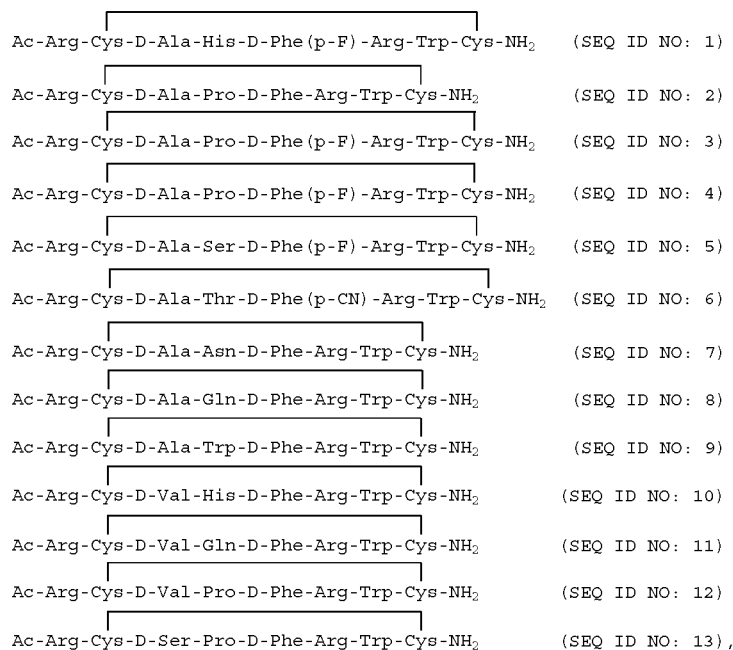 Ac-Arg-Cys-D-Ala-His-D-Phe(p-F)-Arg-Trp-Cys-NH₂ (SEQ ID NO: 1)
Ac-Arg-Cys-D-Ala-Pro-D-Phe-Arg-Trp-Cys-NH₂ (SEQ ID NO: 2)
Ac-Arg-Cys-D-Ala-Pro-D-Phe(p-F)-Arg-Trp-Cys-NH₂ (SEQ ID NO: 3)
Ac-Arg-Cys-D-Ala-Pro-D-Phe(p-F)-Arg-Trp-Cys-NH₂ (SEQ ID NO: 4)
Ac-Arg-Cys-D-Ala-Ser-D-Phe(p-F)-Arg-Trp-Cys-NH₂ (SEQ ID NO: 5)
Ac-Arg-Cys-D-Ala-Thr-D-Phe(p-CN)-Arg-Trp-Cys-NH₂ (SEQ ID NO: 6)
Ac-Arg-Cys-D-Ala-Asn-D-Phe-Arg-Trp-Cys-NH₂ (SEQ ID NO: 7)
Ac-Arg-Cys-D-Ala-Gln-D-Phe-Arg-Trp-Cys-NH₂ (SEQ ID NO: 8)
Ac-Arg-Cys-D-Ala-Trp-D-Phe-Arg-Trp-Cys-NH₂ (SEQ ID NO: 9)
Ac-Arg-Cys-D-Val-His-D-Phe-Arg-Trp-Cys-NH₂ (SEQ ID NO: 10)
Ac-Arg-Cys-D-Val-Gln-D-Phe-Arg-Trp-Cys-NH₂ (SEQ ID NO: 11)
Ac-Arg-Cys-D-Val-Pro-D-Phe-Arg-Trp-Cys-NH₂ (SEQ ID NO: 12)
Ac-Arg-Cys-D-Ser-Pro-D-Phe-Arg-Trp-Cys-NH₂ (SEQ ID NO: 13),